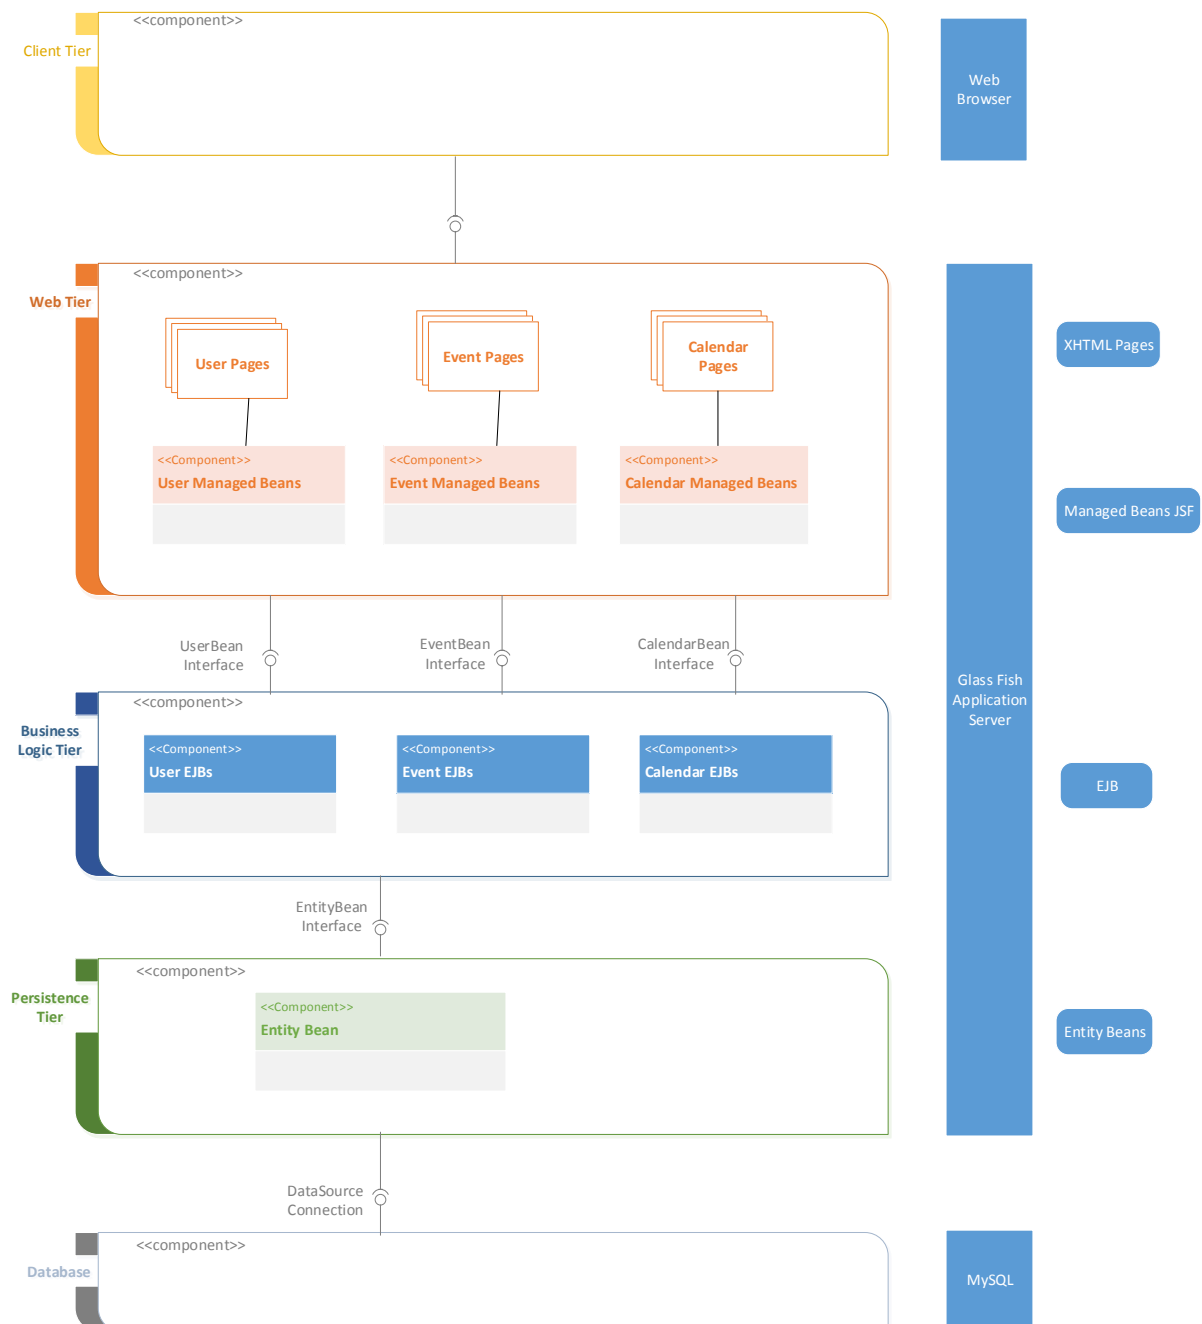 <<component>>
Client Tier
Web
Browser
<<component>>
Web Tier
User Pages
Event Pages
Calendar
Pages
XHTML Pages
<<Component>>
User Managed Beans
<<Component>>
Event Managed Beans
<<Component>>
Calendar Managed Beans
Managed Beans JSF
UserBean
Interface
EventBean
Interface
CalendarBean
Interface
Glass Fish
Application
Server
<<component>>
Business
Logic Tier
<<Component>>
User EJBs
<<Component>>
Event EJBs
<<Component>>
Calendar EJBs
EJB
EntityBean
Interface
<<component>>
Persistence
Tier
<<Component>>
Entity Bean
Entity Beans
DataSource
Connection
<<component>>
Database
MySQL